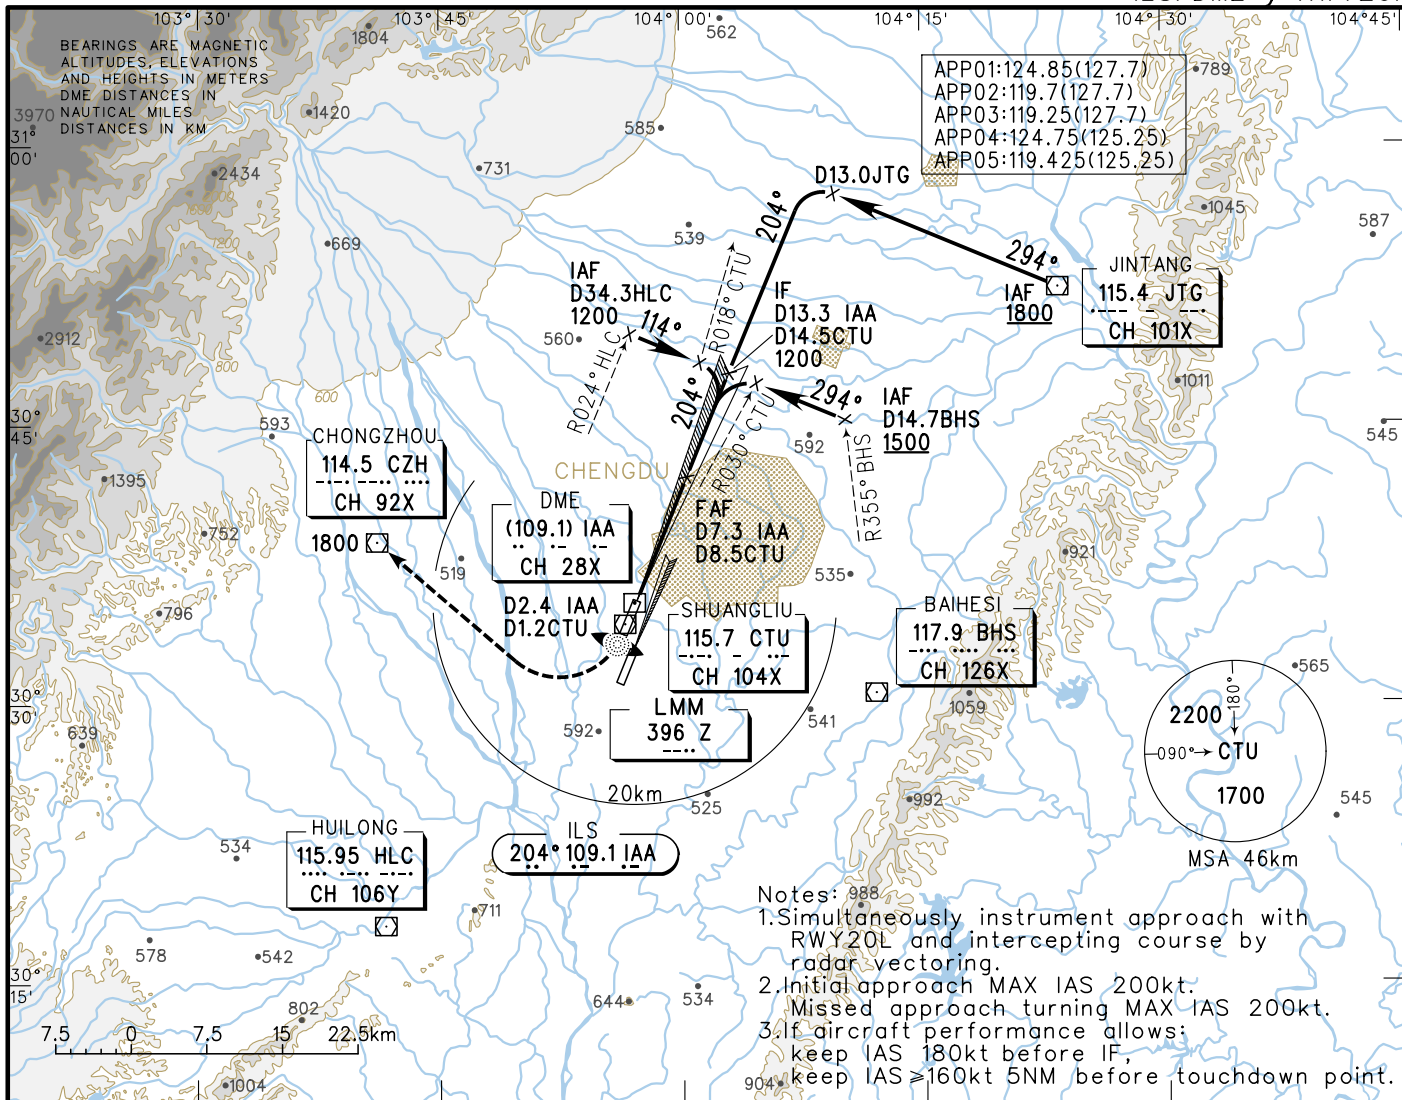 103° 30'
103° 45'
104° 00'
104° 15'
104° 30'
104° 45'
BEARINGS ARE MAGNETIC
ALTITUDES, ELEVATIONS
AND HEIGHTS IN METERS
DME DISTANCES IN
NAUTICAL MILES
DISTANCES IN KM
1804
562
789
3970
1420
2434
585
731
31°
00'
APP01:124.85(127.7)
APP02:119.7(127.7)
APP03:119.25(127.7)
APP04:124.75(125.25)
APP05:119.425(125.25)
D13.0JTG
204°
294°
1045
587
669
539
1200
IAF
D34.3HLC
1200
114°
R018° CTU
R024° HLC
560
IF
D13.3 IAA
D14.5CTU
1200
IAF
1800
JINTANG
115.4 JTG
CH 101X
2912
800
600
1011
204°
294°
IAF
D14.7BHS
1500
R030° CTU
R355° BHS
592
545
30°
45'
593
1395
752
CHONGZHOU
114.5 CZH
CH 92X
CHENGDU
DME
(109.1) IAA
CH 28X
FAF
D7.3 IAA
D8.5CTU
1800
519
921
535
796
D2.4 IAA
D1.2CTU
SHUANGLIU
115.7 CTU
CH 104X
BAIHESI
117.9 BHS
CH 126X
1059
565
30°
30'
639
592
LMM
396 Z
541
2200
180°
090°
CTU
1700
MSA 46km
545
20km
525
992
HUILONG
115.95 HLC
CH 106Y
534
ILS
204° 109.1 IAA
711
578
542
802
1004
644
534
988
904
30°
15'
Notes:
1.Simultaneously instrument approach with
RWY20L and intercepting course by
radar vectoring.
2.Initial approach MAX IAS 200kt.
Missed approach turning MAX IAS 200kt.
3.If aircraft performance allows:
keep IAS 180kt before IF,
keep IAS≥160kt 5NM before touchdown point.
7.5 0 7.5 15 22.5km